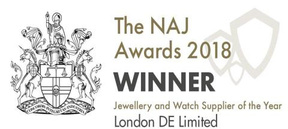 The NAJ
Awards 2018
WINNER
Jewellery and Watch Supplier of the Year
London DE Limited